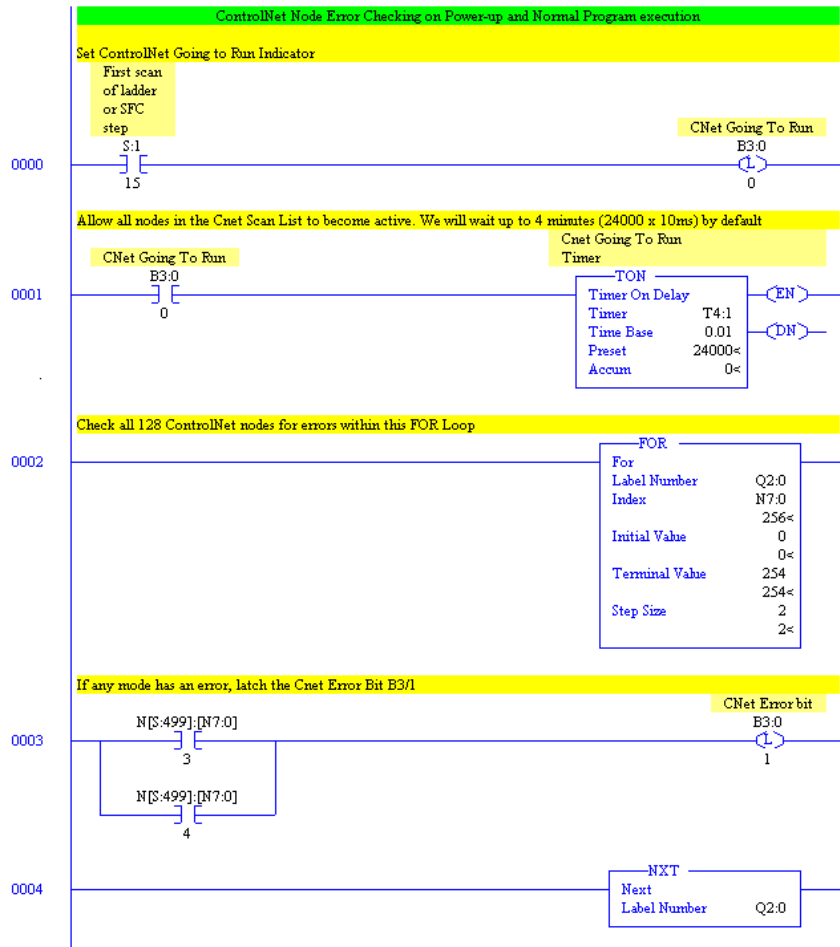 ControlNet Node Error Checking on Power-up and Normal Program execution
Set ControlNet Going to Run Indicator
First scan
of ladder
or SFC
step
S:1
15
CNet Going To Run
B3:0
L
0
0000
Allow all nodes in the Cnet Scan List to become active. We will wait up to 4 minutes (24000 x 10ms) by default
CNet Going To Run
B3:0
0
Cnet Going To Run
Timer
0001
TON
Timer On Delay
Timer T4:1
Time Base 0.01
Preset 24000<
Accum 0<
EN
DN
Check all 128 ControlNet nodes for errors within this FOR Loop
0002
FOR
For
Label Number Q2:0
Index N7:0
256<
Initial Value 0
0<
Terminal Value 254
254<
Step Size 2
2<
If any mode has an error, latch the Cnet Error Bit B3/1
0003
N[S:499]:[N7:0]
3
N[S:499]:[N7:0]
4
CNet Error bit
B3:0
L
1
0004
NXT
Next
Label Number Q2:0